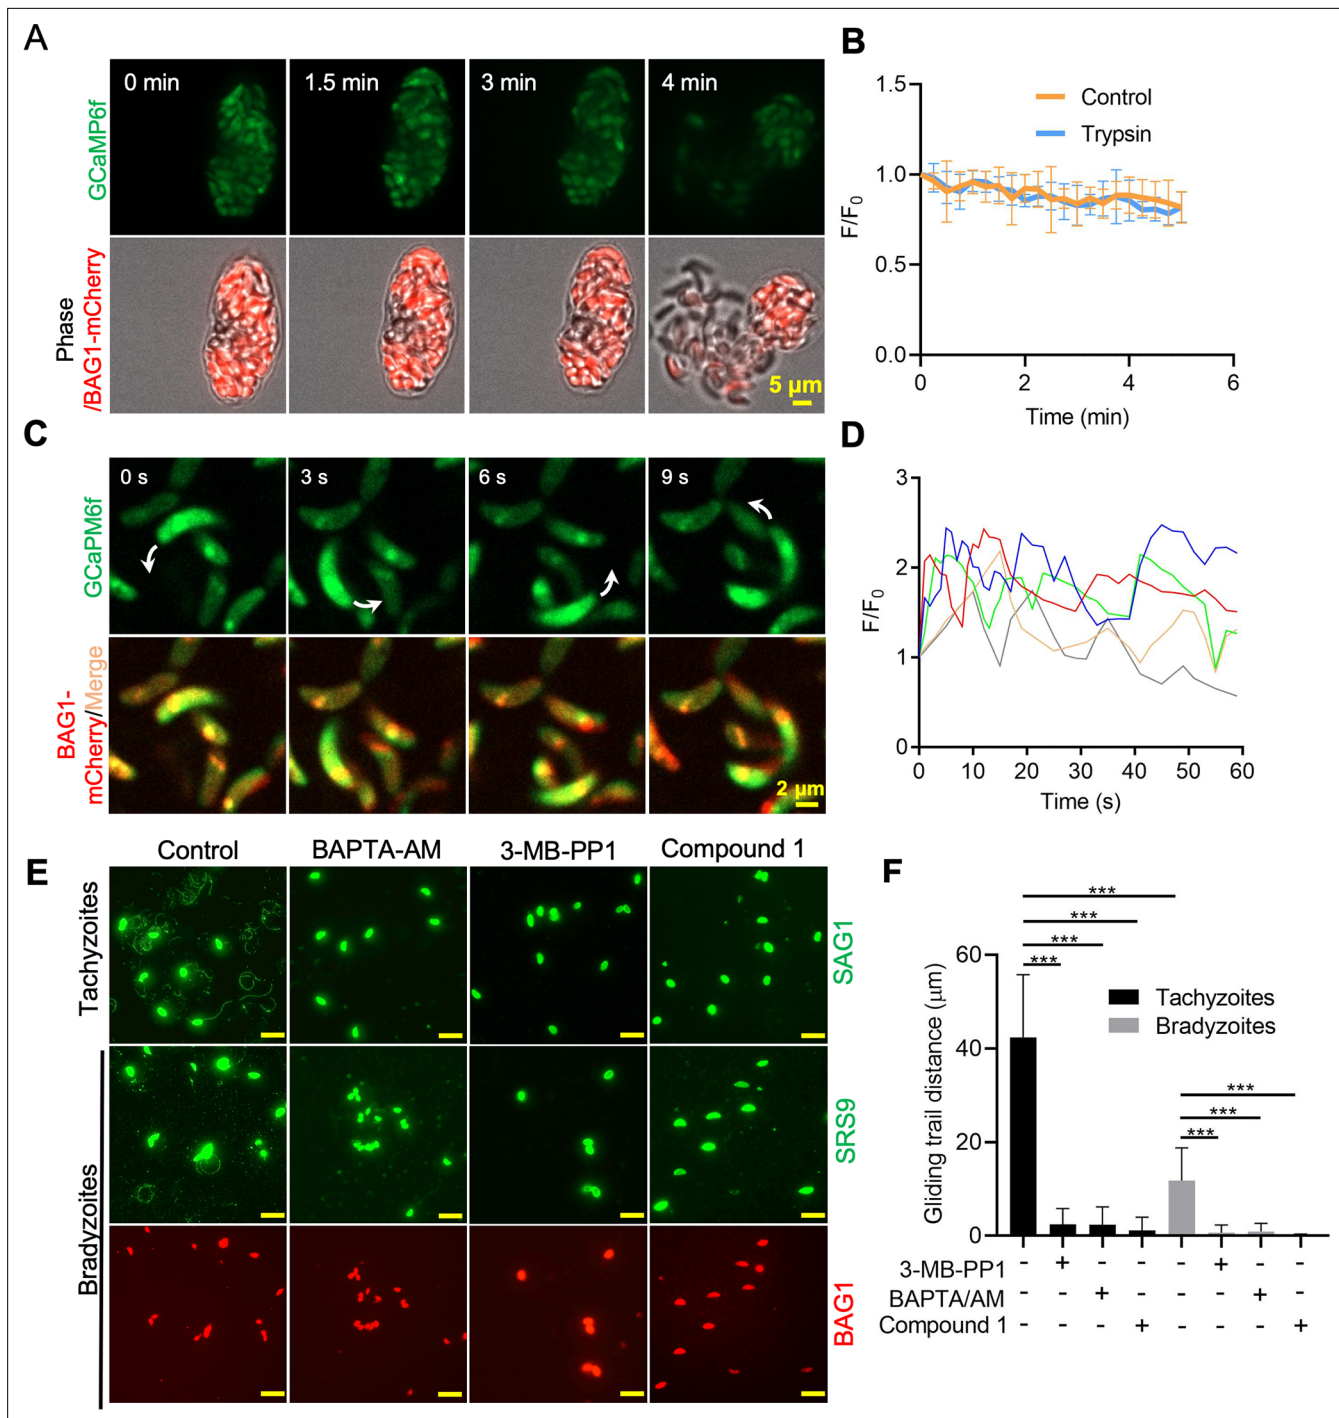 A
0 min
1.5 min
3 min
4 min
GCaMP6f
Phase
/BAG1-mCherry
5 µm
B
1.5
1.0
0.5
0.0
F/F0
Control
Trypsin
0
2
4
6
Time (min)
C
0 s
3 s
6 s
9 s
GCaPM6f
BAG1-
mCherry/Merge
2 µm
D
3
2
1
0
F/F0
0
10
20
30
40
50
60
Time (s)
E
Control
BAPTA-AM
3-MB-PP1
Compound 1
Tachyzoites
SAG1
Bradyzoites
SRS9
BAG1
F
***
***
***
***
***
***
***
60
40
20
0
Gliding trail distance (µm)
Tachyzoites
Bradyzoites
3-MB-PP1 - + - - - + - -
BAPTA/AM - - + - - - + -
Compound 1 - - - + - - - +